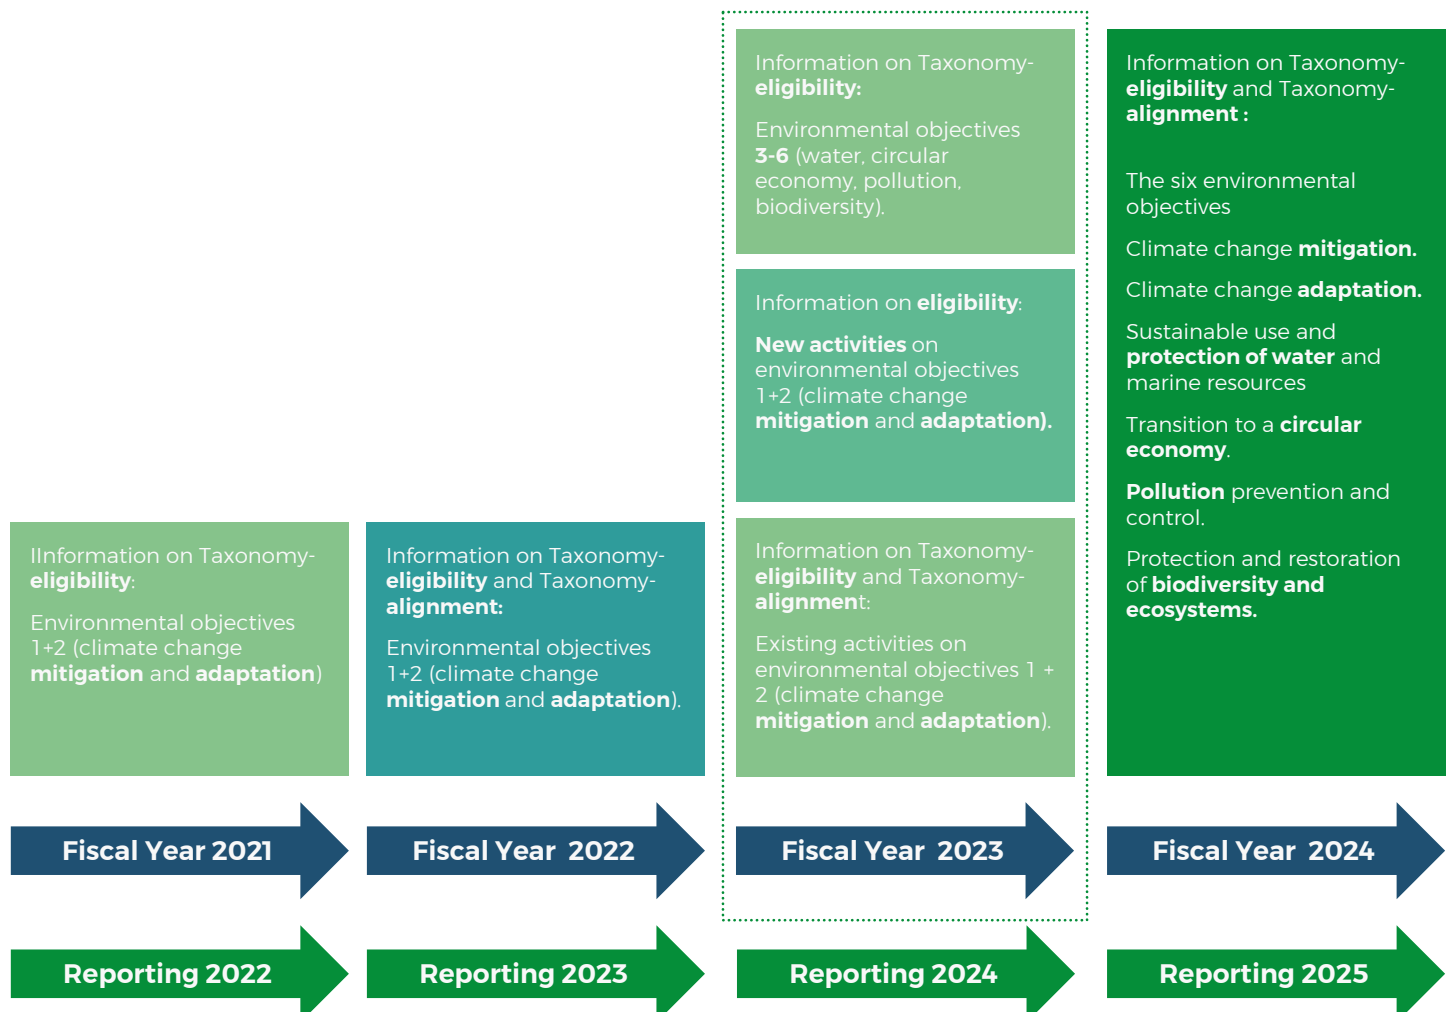 IInformation on Taxonomy-
eligibility:
Environmental objectives
1+2 (climate change
mitigation and adaptation)
Information on Taxonomy-
eligibility and Taxonomy-
alignment:
Environmental objectives
1+2 (climate change
mitigation and adaptation).
Information on Taxonomy-
eligibility:
Environmental objectives
3-6 (water, circular
economy, pollution,
biodiversity).
Information on eligibility:
New activities on
environmental objectives
1+2 (climate change
mitigation and adaptation).
Information on Taxonomy-
eligibility and Taxonomy-
alignment:
Existing activities on
environmental objectives 1 +
2 (climate change
mitigation and adaptation).
Information on Taxonomy-
eligibility and Taxonomy-
alignment :
The six environmental
objectives
Climate change mitigation.
Climate change adaptation.
Sustainable use and
protection of water and
marine resources
Transition to a circular
economy.
Pollution prevention and
control.
Protection and restoration
of biodiversity and
ecosystems.
Fiscal Year 2021
Fiscal Year 2022
Fiscal Year 2023
Fiscal Year 2024
Reporting 2022
Reporting 2023
Reporting 2024
Reporting 2025